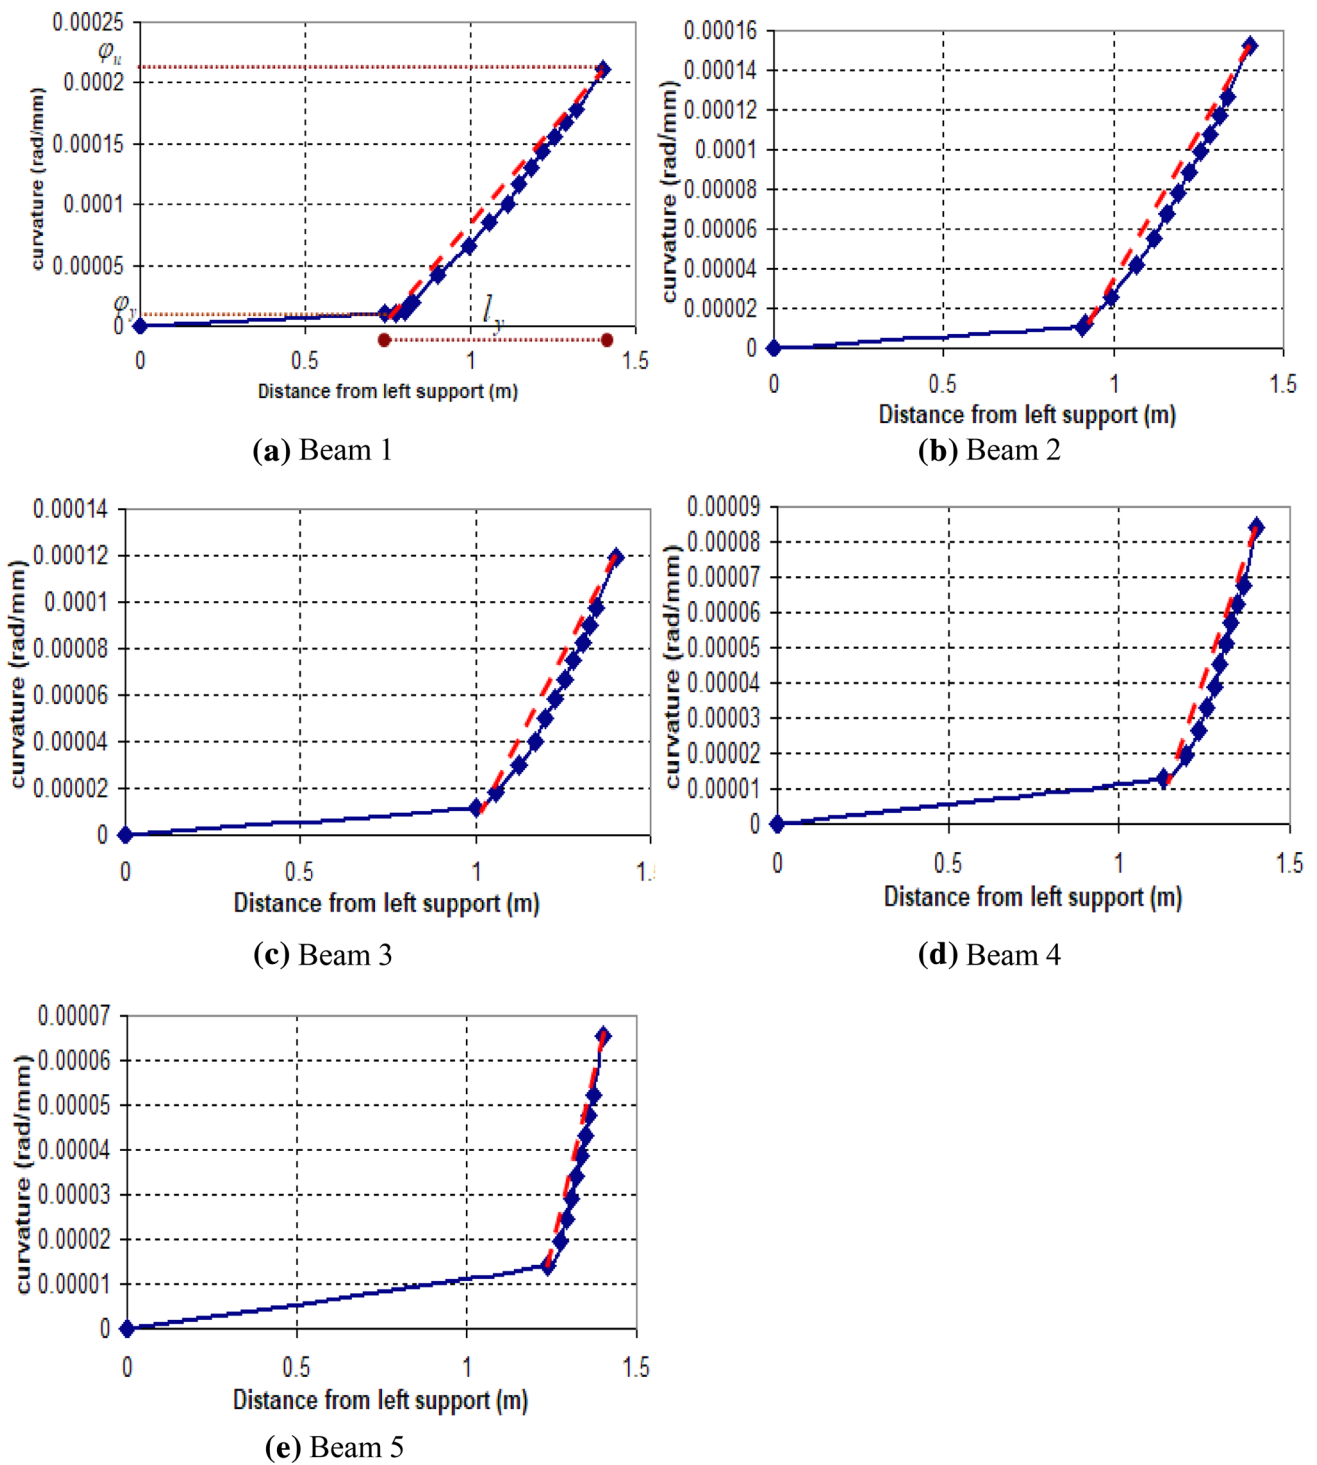 0.00025
φu
0.0002
0.00015
0.0001
0.00005
φy
0
curvature (rad/mm)
ly
0 0.5 1 1.5
Distance from left support (m)
(a) Beam 1
0.00016
0.00014
0.00012
0.0001
0.00008
0.00006
0.00004
0.00002
0
curvature (rad/mm)
0 0.5 1 1.5
Distance from left support (m)
(b) Beam 2
0.00014
0.00012
0.0001
0.00008
0.00006
0.00004
0.00002
0
curvature (rad/mm)
0 0.5 1 1.
Distance from left support (m)
(c) Beam 3
0.00009
0.00008
0.00007
0.00006
0.00005
0.00004
0.00003
0.00002
0.00001
0
curvature (rad/mm)
0 0.5 1 1.5
Distance from left support (m)
(d) Beam 4
0.00007
0.00006
0.00005
0.00004
0.00003
0.00002
0.00001
0
curvature (rad/mm)
0 0.5 1 1.5
Distance from left support (m)
(e) Beam 5